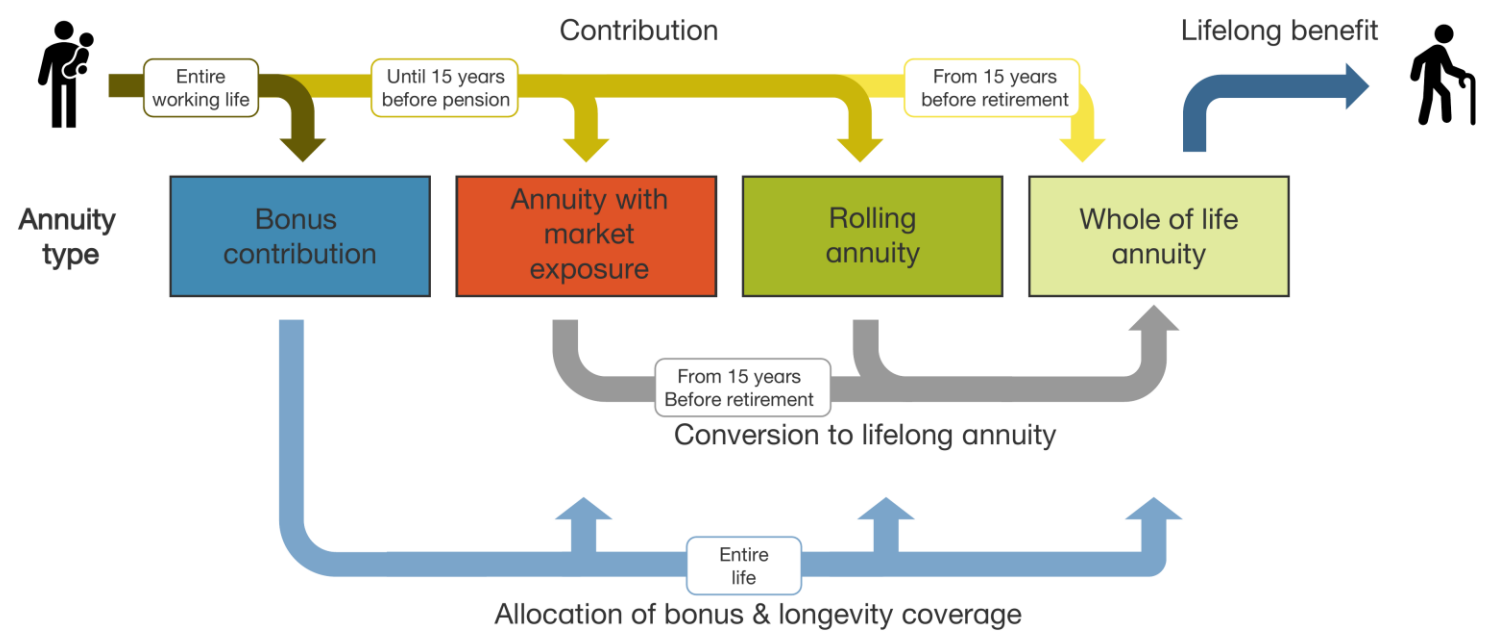 Contribution
Lifelong benefit
Entire
working life
Until 15 years
before pension
From 15 years
before retirement
Annuity
type
Bonus
contribution
Annuity with
market
exposure
Rolling
annuity
Whole of life
annuity
From 15 years
Before retirement
Conversion to lifelong annuity
Entire
life
Allocation of bonus & longevity coverage